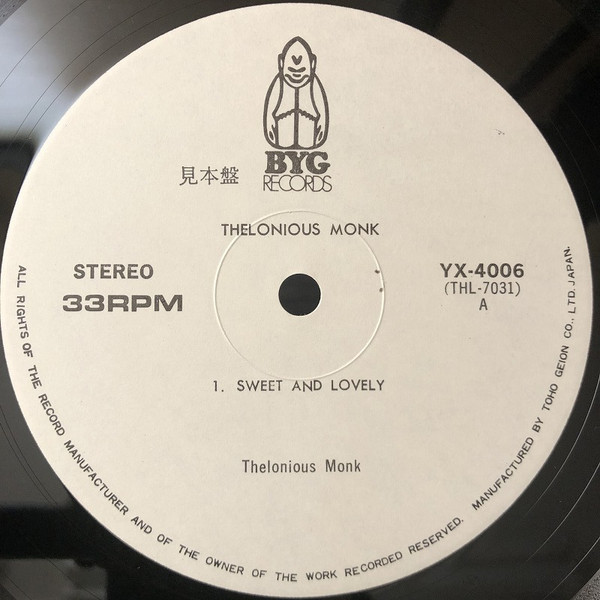 BYG
RECORDS
見本盤
THELONIOUS MONK
STEREO
33RPM
YX-4006
(THL-7031)
A
1. SWEET AND LOVELY
Thelonious Monk
ALL RIGHTS OF THE RECORD MANUFACTURER AND OF THE OWNER OF THE WORK RECORDED RESERVED. MANUFACTURED BY TOHO GEION CO., LTD. JAPAN.